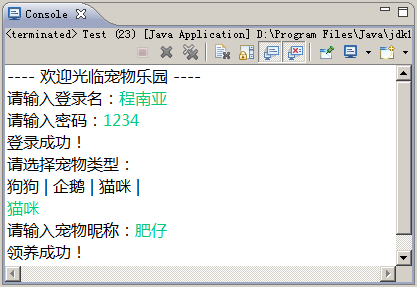 Console
<terminated> Test (23) [Java Application] D:\Program Files\Java\jdk1
---- 欢迎光临宠物乐园 ----
请输入登录名：程南亚
请输入密码：1234
登录成功！
请选择宠物类型：
狗狗 | 企鹅 | 猫咪 |
猫咪
请输入宠物昵称：肥仔
领养成功！